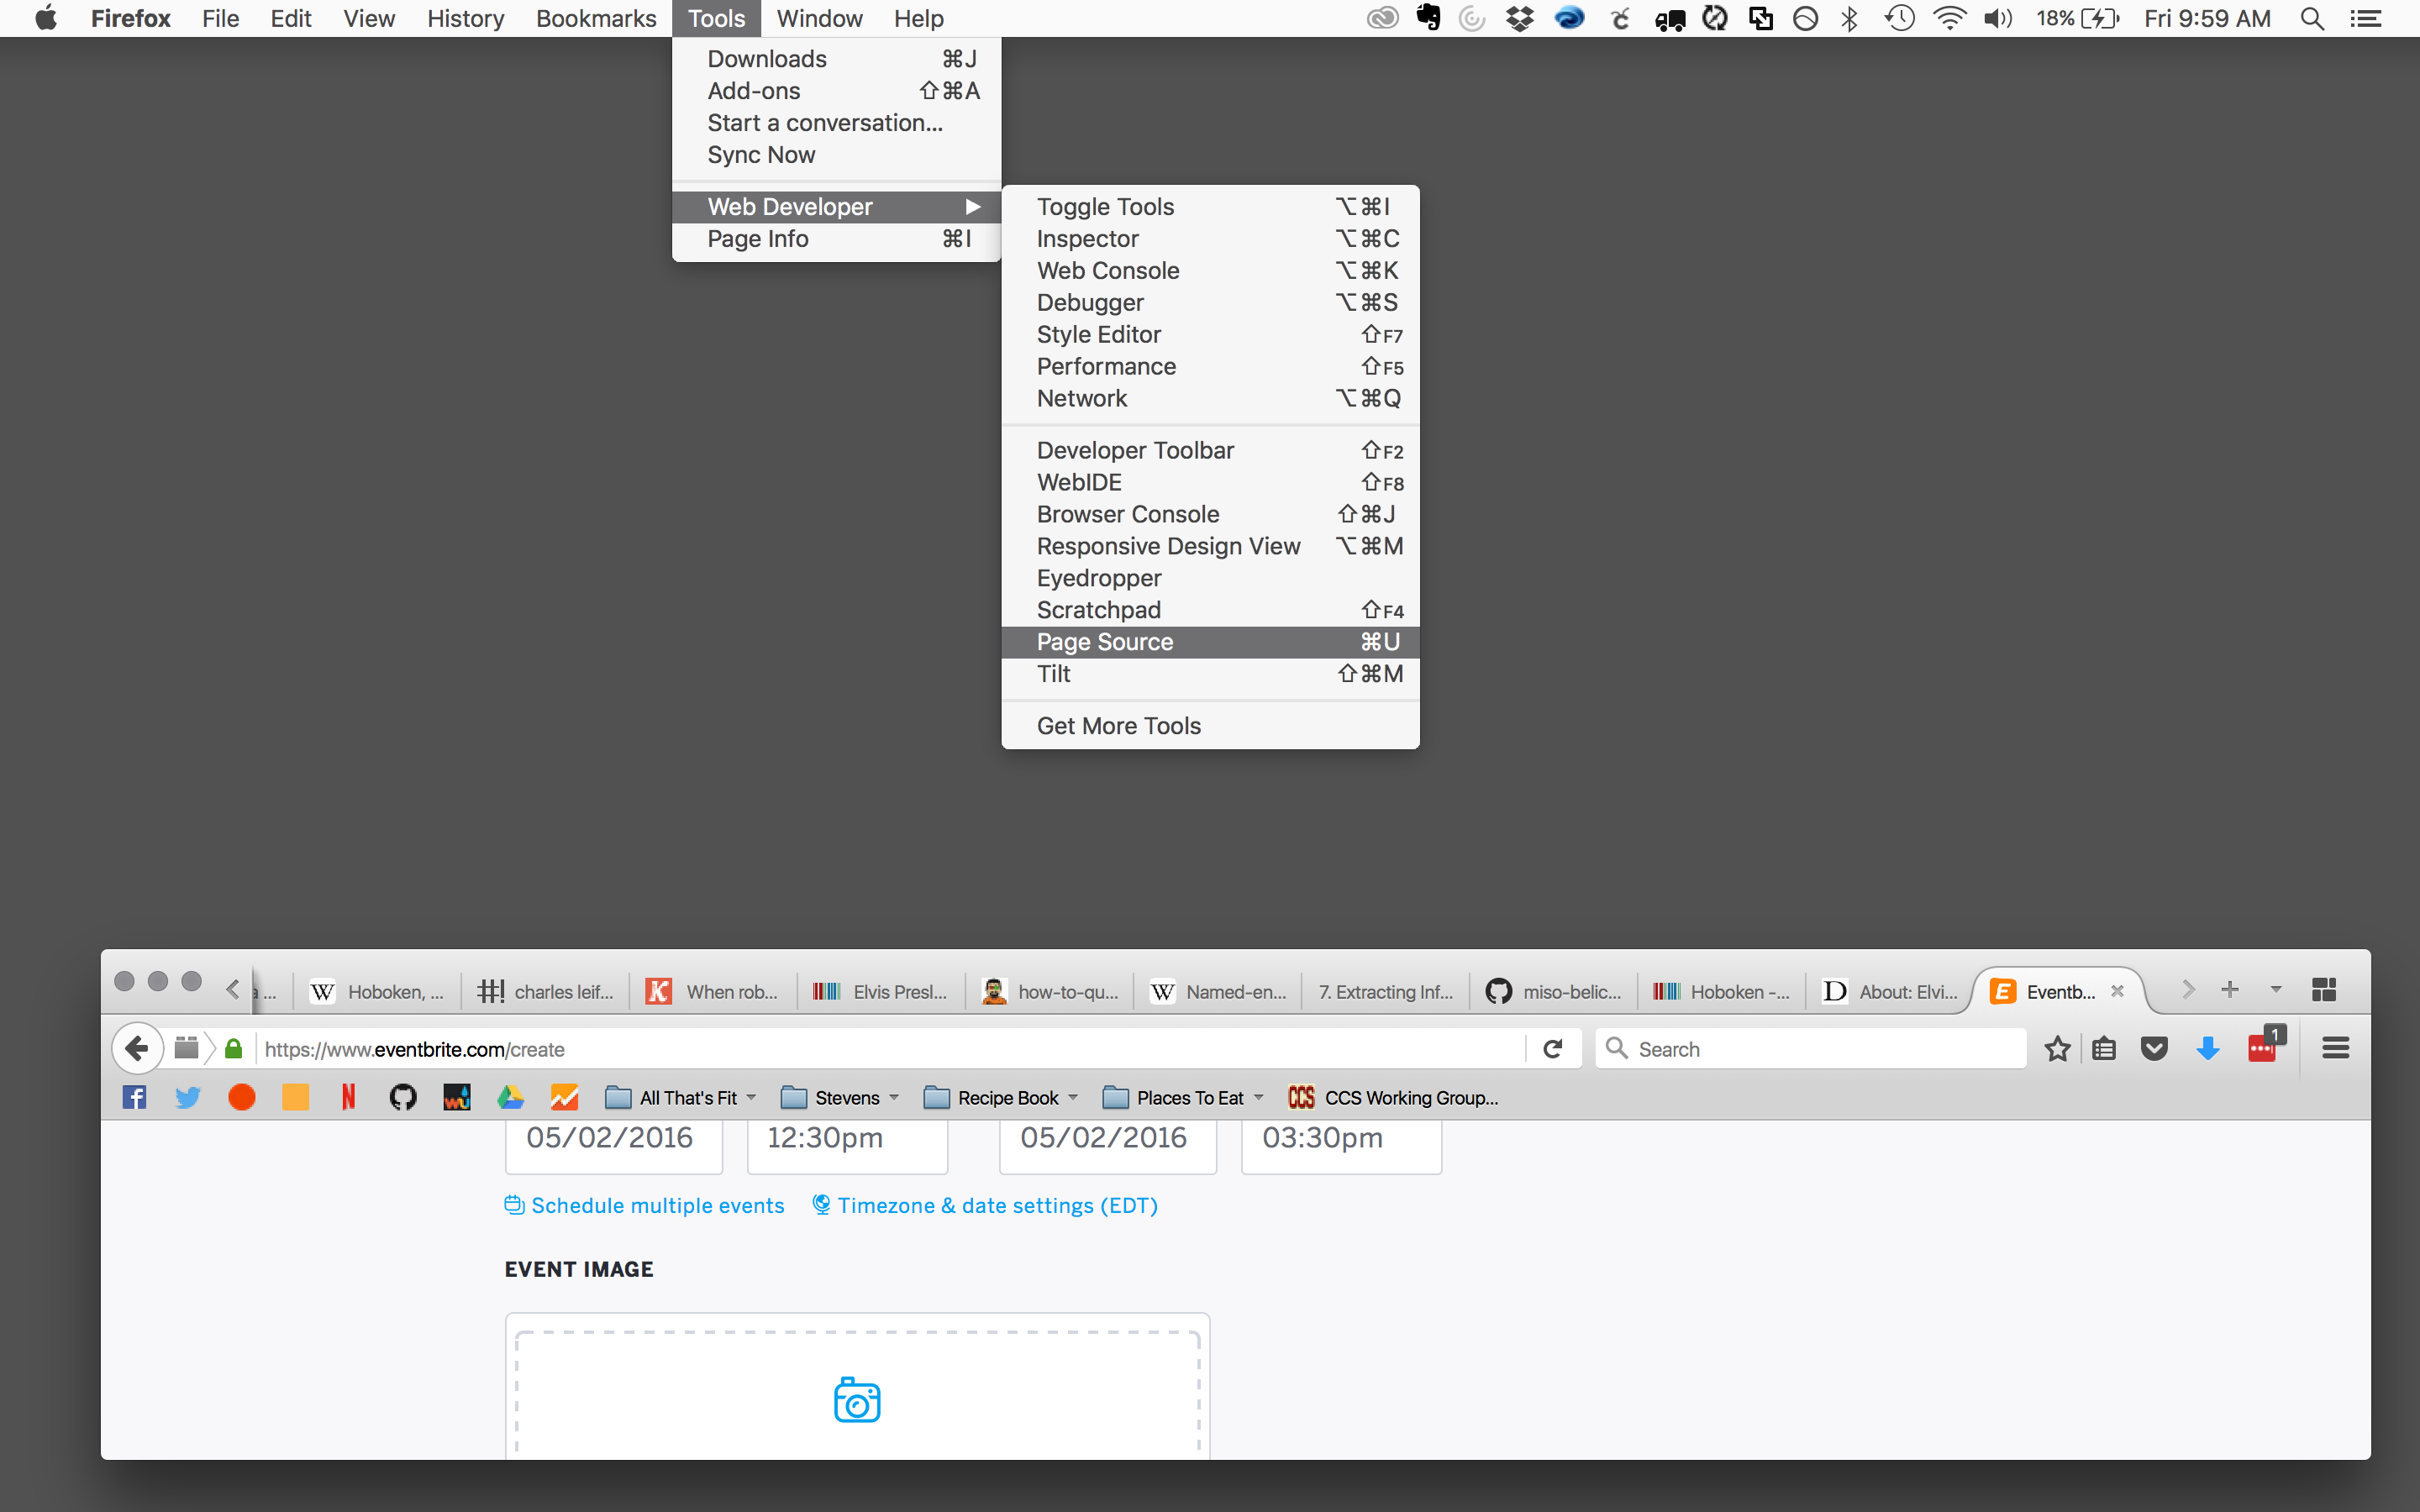 Firefox File Edit View History Bookmarks Tools Window Help 18% Fri 9:59 AM
Downloads ⌘J
Add-ons ⇧⌘A
Start a conversation...
Sync Now
Web Developer ▶
Page Info ⌘I
Toggle Tools ⌥⌘I
Inspector ⌥⌘C
Web Console ⌥⌘K
Debugger ⌥⌘S
Style Editor ⇧F7
Performance ⇧F5
Network ⌥⌘Q
Developer Toolbar ⇧F2
WebIDE ⇧F8
Browser Console ⇧⌘J
Responsive Design View ⌥⌘M
Eyedropper
Scratchpad ⇧F4
Page Source ⌘U
Tilt ⇧⌘M
Get More Tools
a ... W Hoboken, ... #! charles leif... K When rob... Elvis Presl... how-to-qu... W Named-en... 7. Extracting Inf... miso-belic... Hoboken -... D About: Elvi... E Eventb...
https://www.eventbrite.com/create Search 1
f N wu All That's Fit Stevens Recipe Book Places To Eat CCS CCS Working Group...
05/02/2016 12:30pm 05/02/2016 03:30pm
Schedule multiple events Timezone & date settings (EDT)
EVENT IMAGE